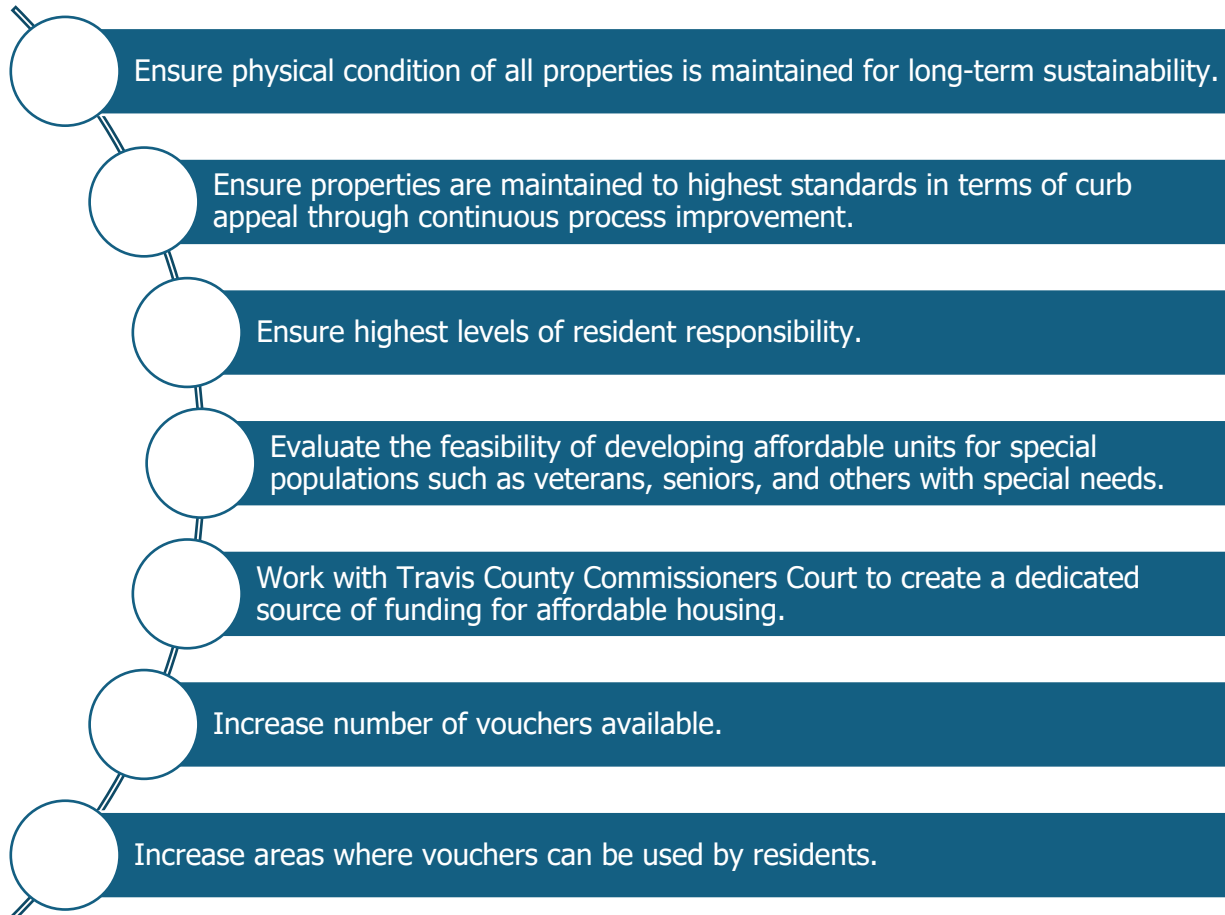 Ensure physical condition of all properties is maintained for long-term sustainability.
Ensure properties are maintained to highest standards in terms of curb
appeal through continuous process improvement.
Ensure highest levels of resident responsibility.
Evaluate the feasibility of developing affordable units for special
populations such as veterans, seniors, and others with special needs.
Work with Travis County Commissioners Court to create a dedicated
source of funding for affordable housing.
Increase number of vouchers available.
Increase areas where vouchers can be used by residents.